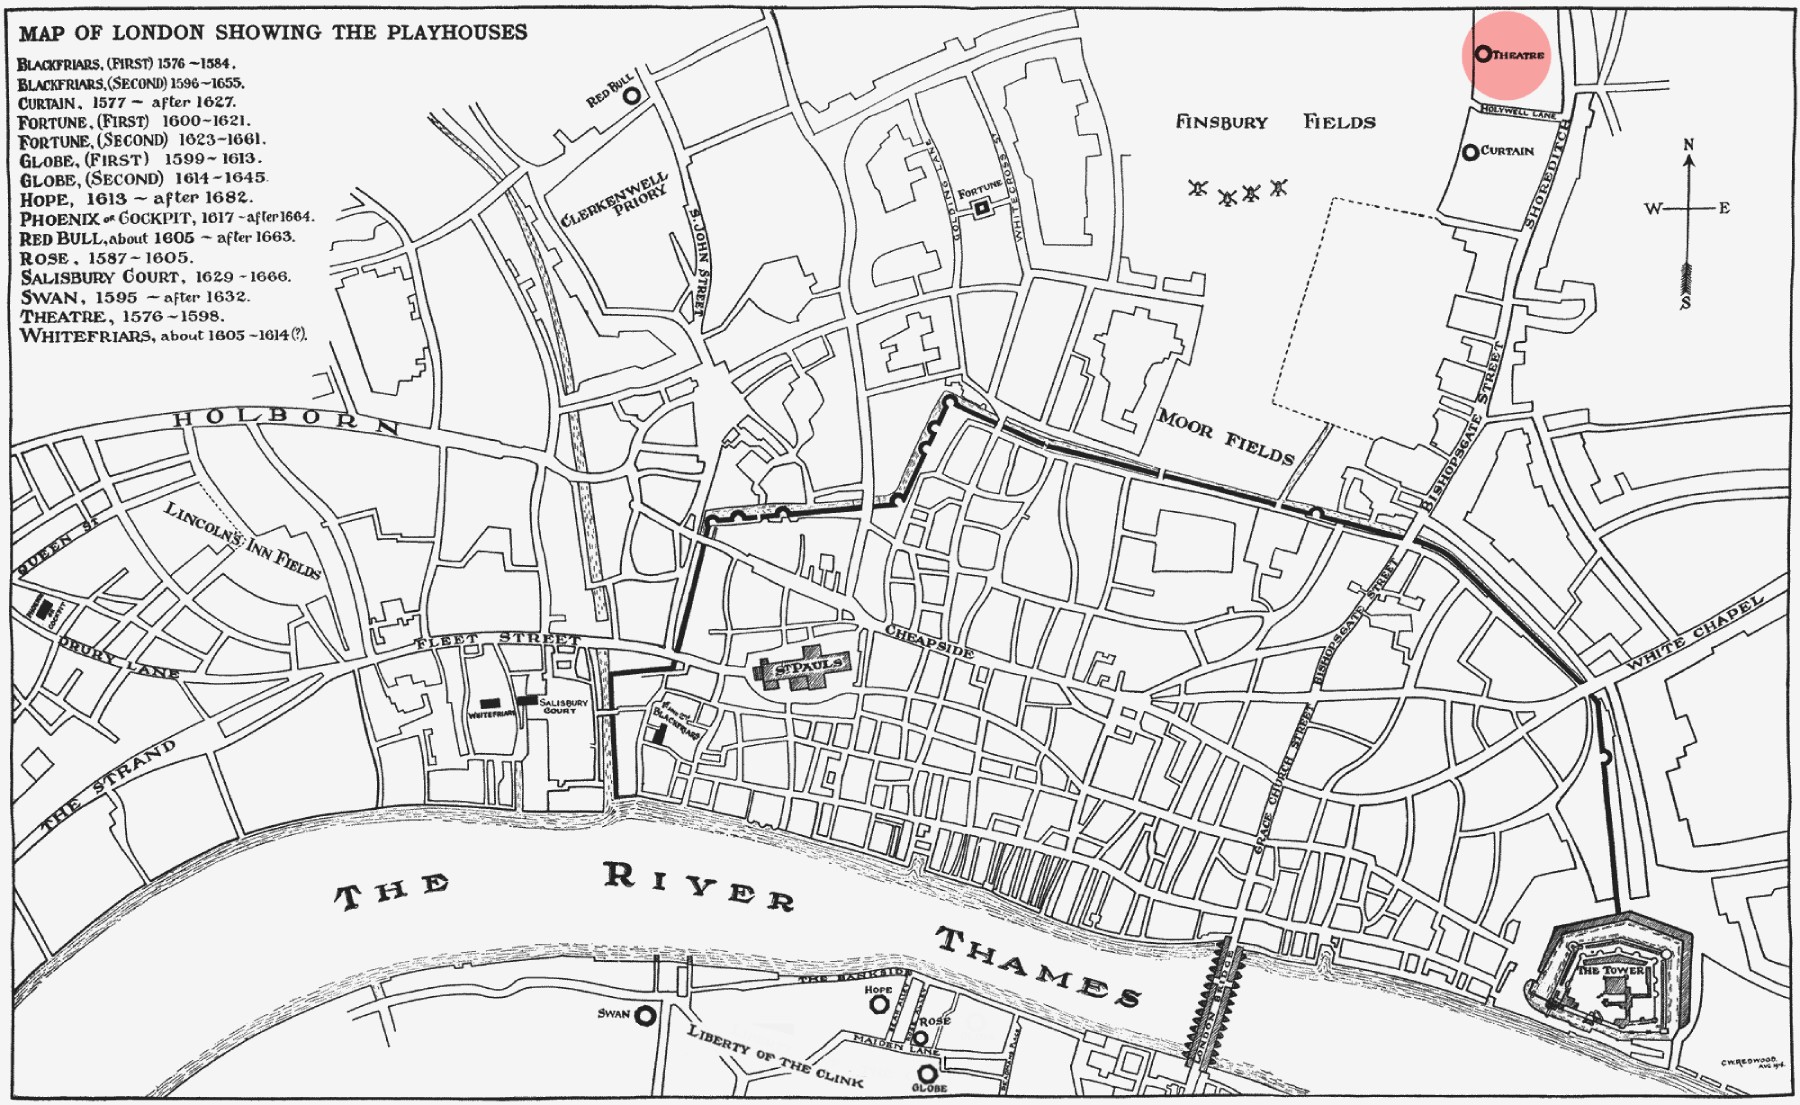 MAP OF LONDON SHOWING THE PLAYHOUSES
BLACKFRIARS, (FIRST) 1576 ~ 1584.
BLACKFRIARS, (SECOND) 1596 ~ 1655.
CURTAIN, 1577 ~ after 1627.
FORTUNE, (FIRST) 1600 ~ 1621.
FORTUNE, (SECOND) 1623 ~ 1661.
GLOBE, (FIRST) 1599 ~ 1613.
GLOBE, (SECOND) 1614 ~ 1645.
HOPE, 1613 ~ after 1682.
PHOENIX or COCKPIT, 1617 ~ after 1664.
RED BULL, about 1605 ~ after 1663.
ROSE, 1587 ~ 1605.
SALISBURY COURT, 1629 ~ 1666.
SWAN, 1595 ~ after 1632.
THEATRE, 1576 ~ 1598.
WHITEFRIARS, about 1605 ~ 1614 (?).
THEATRE
RED BULL
HOLYWELL LANE
FINSBURY FIELDS
CURTAIN
SHOREDITCH
N
W E
S
CLERKENWELL
PRIORY
S. JOHN STREET
GOLDING LANE
FORTUNE
WHITECROSS ST
HOLBORN
MOOR FIELDS
BISHOPSGATE STREET
LINCOLN'S INN FIELDS
QUEEN ST
PHOENIX
OR
COCKPIT
DRURY LANE
FLEET STREET
CHEAPSIDE
ST PAULS
BISHOPSGATE STREET
WHITE CHAPEL
WHITEFRIARS
SALISBURY
COURT
BLACKFRIARS
THE STRAND
GRACE CHURCH STREET
THE RIVER THAMES
THE TOWER
LONDON BRIDGE
THE BANKSIDE
HOPE
BEAR ALLEY
ROSE
SWAN
MAIDEN LANE
LIBERTY OF THE CLINK
GLOBE
C.W. REDWOOD.